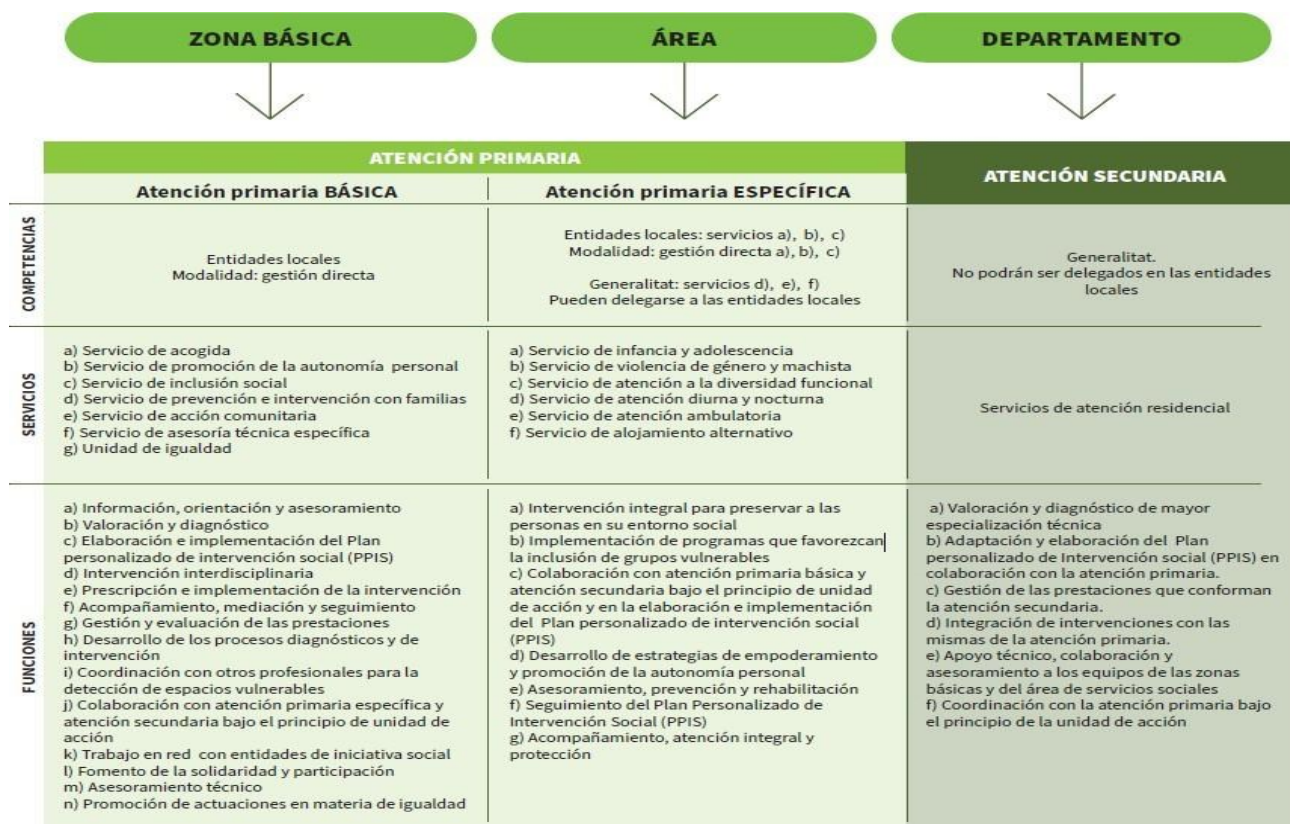 ZONA BÁSICA
ÁREA
DEPARTAMENTO
ATENCIÓN PRIMARIA
ATENCIÓN SECUNDARIA
Atención primaria BÁSICA
Atención primaria ESPECÍFICA
COMPETENCIAS
Entidades locales
Modalidad: gestión directa
Entidades locales: servicios a), b), c)
Modalidad: gestión directa a), b), c)
Generalitat: servicios d), e), f)
Pueden delegarse a las entidades locales
Generalitat.
No podrán ser delegados en las entidades
locales
SERVICIOS
a) Servicio de acogida
b) Servicio de promoción de la autonomía personal
c) Servicio de inclusión social
d) Servicio de prevención e intervención con familias
e) Servicio de acción comunitaria
f) Servicio de asesoría técnica específica
g) Unidad de igualdad
a) Servicio de infancia y adolescencia
b) Servicio de violencia de género y machista
c) Servicio de atención a la diversidad funcional
d) Servicio de atención diurna y nocturna
e) Servicio de atención ambulatoria
f) Servicio de alojamiento alternativo
Servicios de atención residencial
FUNCIONES
a) Información, orientación y asesoramiento
b) Valoración y diagnóstico
c) Elaboración e implementación del Plan
personalizado de intervención social (PPIS)
d) Intervención interdisciplinaria
e) Prescripción e implementación de la intervención
f) Acompañamiento, mediación y seguimiento
g) Gestión y evaluación de las prestaciones
h) Desarrollo de los procesos diagnósticos y de
intervención
i) Coordinación con otros profesionales para la
detección de espacios vulnerables
j) Colaboración con atención primaria específica y
atención secundaria bajo el principio de unidad de
acción
k) Trabajo en red con entidades de iniciativa social
l) Fomento de la solidaridad y participación
m) Asesoramiento técnico
n) Promoción de actuaciones en materia de igualdad
a) Intervención integral para preservar a las
personas en su entorno social
b) Implementación de programas que favorezcan
la inclusión de grupos vulnerables
c) Colaboración con atención primaria básica y
atención secundaria bajo el principio de unidad
de acción y en la elaboración e implementación
del Plan personalizado de intervención social
(PPIS)
d) Desarrollo de estrategias de empoderamiento
y promoción de la autonomía personal
e) Asesoramiento, prevención y rehabilitación
f) Seguimiento del Plan Personalizado de
Intervención Social (PPIS)
g) Acompañamiento, atención integral y
protección
a) Valoración y diagnóstico de mayor
especialización técnica
b) Adaptación y elaboración del Plan
personalizado de Intervención social (PPIS) en
colaboración con la atención primaria.
c) Gestión de las prestaciones que conforman
la atención secundaria.
d) Integración de intervenciones con las
mismas de la atención primaria.
e) Apoyo técnico, colaboración y
asesoramiento a los equipos de las zonas
básicas y del área de servicios sociales
f) Coordinación con la atención primaria bajo
el principio de la unidad de acción